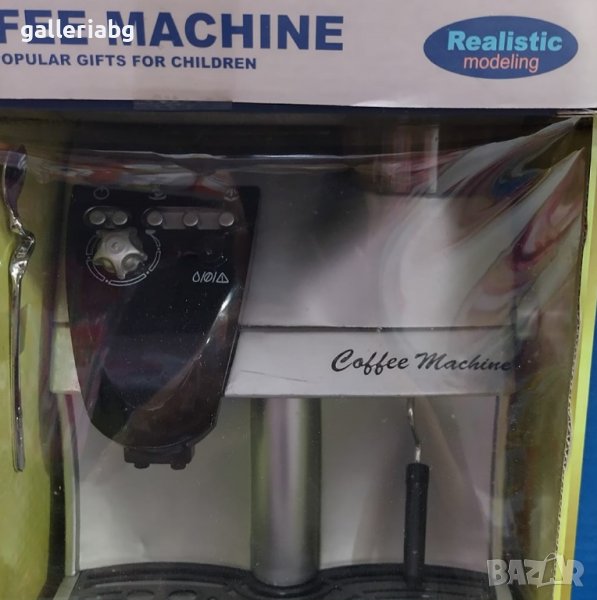 galleriabg
FEE MACHINE
OPULAR GIFTS FOR CHILDREN
Realistic
modeling
Coffee Machine
BAZAR